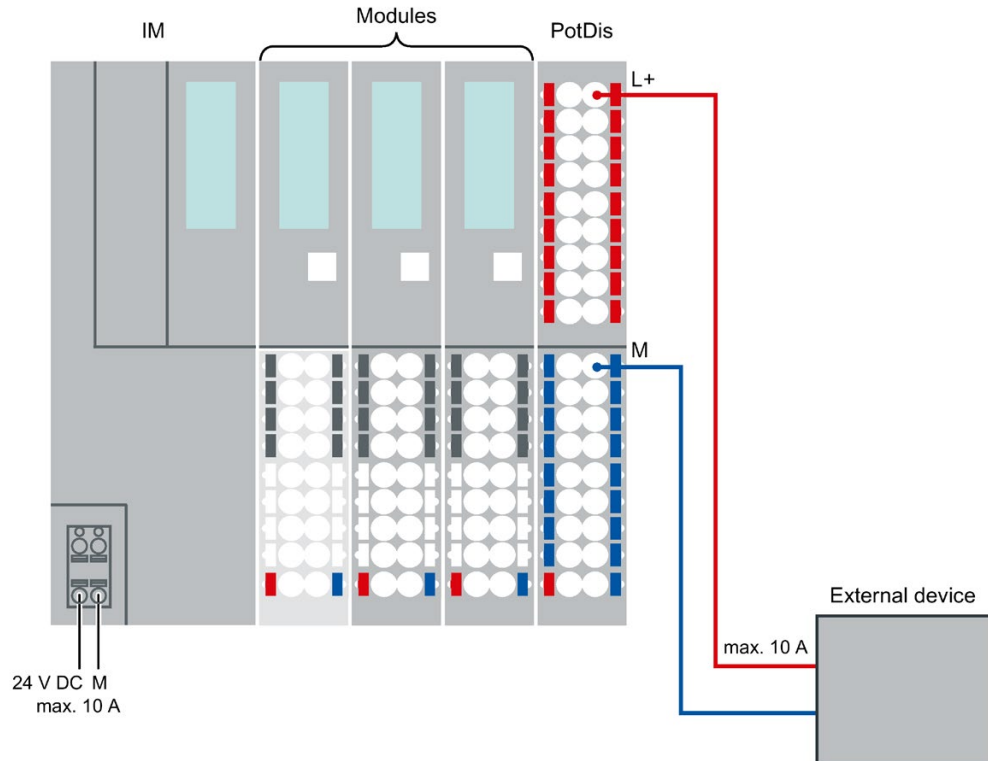 Modules
IM
PotDis
L+
M
External device
max. 10 A
24 V DC M
max. 10 A